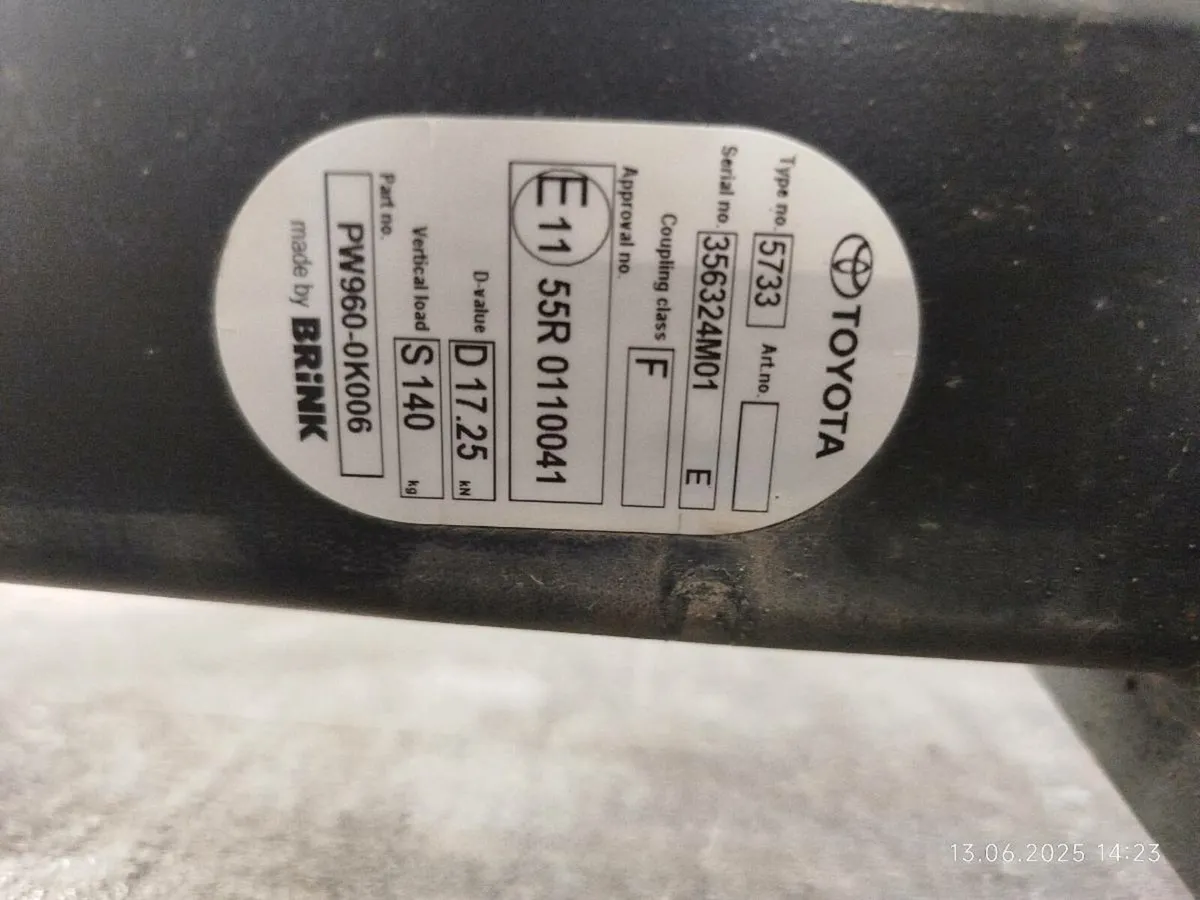 TOYOTA
Type no. 5733 Art.no.
Serial no. 356324M01 E
Coupling class F
Approval no.
E11 55R 0110041
D-value D 17.25 kN
Vertical load S 140 kg
Part no.
PW960-0K006
made by BRiNK
13.06.2025 14:23